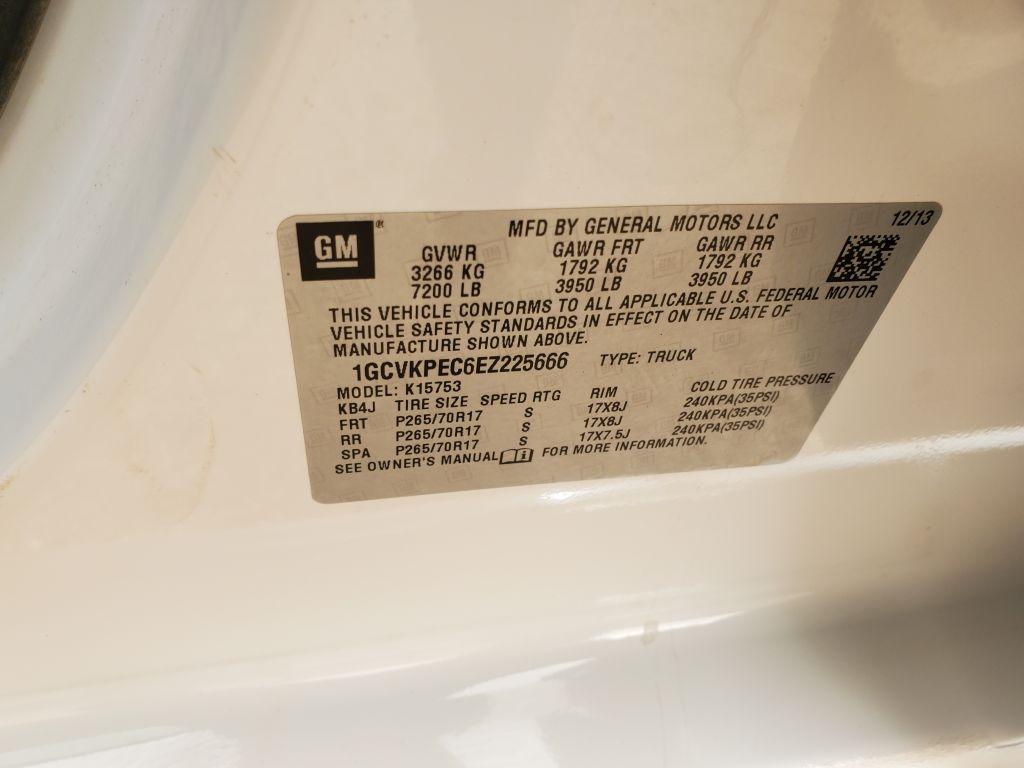 GM®
MFD BY GENERAL MOTORS LLC 12/13
GVWR GAWR FRT GAWR RR
3266 KG 1792 KG 1792 KG
7200 LB 3950 LB 3950 LB
THIS VEHICLE CONFORMS TO ALL APPLICABLE U.S. FEDERAL MOTOR
VEHICLE SAFETY STANDARDS IN EFFECT ON THE DATE OF
MANUFACTURE SHOWN ABOVE.
1GCVKPEC6EZ225666 TYPE: TRUCK
MODEL: K15753
KB4J TIRE SIZE SPEED RTG RIM COLD TIRE PRESSURE
FRT P265/70R17 S 17X8J 240KPA(35PSI)
RR P265/70R17 S 17X8J 240KPA(35PSI)
SPA P265/70R17 S 17X7.5J 240KPA(35PSI)
SEE OWNER'S MANUAL FOR MORE INFORMATION.